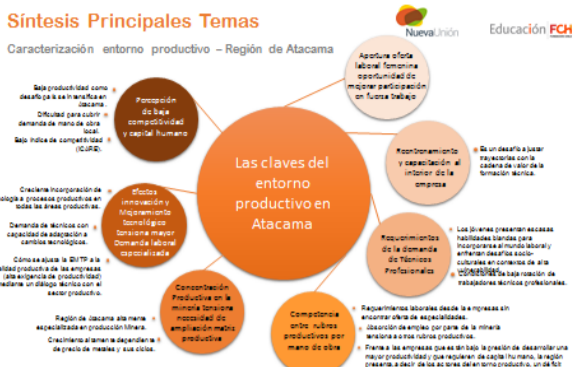 Síntesis Principales Temas
NuevaUnión
Educación FCH
Caracterización entorno productivo – Región de Atacama
Apertura oferta
laboral femenina
oportunidad de
mejorar participación
en fuerza trabajo
Baja productividad como
desafío país se intensifica en
Atacama.
Dificultad para cubrir
demanda de mano de obra
local.
Bajo índice de competitividad
(ICORE).
Percepción
de baja
competitividad
y capital humano
Las claves del
entorno
productivo en
Atacama
Reentrenamiento
y capacitación al
interior de la
empresa
Es un desafío ajustar
trayectorias con la
cadena de valor de la
formación técnica.
Creciente incorporación de
nología a procesos productivos en
todas las áreas productivas.
Demanda de técnicos con
capacidad de adaptación a
cambios tecnológicos.
Cómo se ajusta la EMTP a la
alidad productiva de las empresas
(alta exigencia de productividad)
mediante un diálogo técnico con el
sector productivo.
Efectos
innovación y
Mejoramiento
tecnológico
tensiona mayor
Demanda laboral
especializada
Requerimientos
de la demanda
de Técnicos
Profesionales
Los jóvenes presentan escasas
habilidades blandas para
incorporarse al mundo laboral y
enfrentan desafíos socio-
culturales en contextos de alta
vulnerabilidad.
Condiciones de baja rotación de
trabajadores técnicos profesionales.
Concentración
Productiva en la
minería tensiona
necesidad de
ampliación matriz
productiva
Región de Atacama altamente
especializada en producción Minera.
Crecimiento altamente dependiente
de precio de metales y sus ciclos.
Competencia
entre rubros
productivos por
mano de obra
Requerimientos laborales desde la empresas sin
encontrar oferta de especialidades.
Absorción de empleo por parte de la minería
tensiona a otros rubros productivos.
Frente a las empresas que están bajo la presión de desarrollar una
mayor productividad y que requieren de capital humano, la región
presenta, a decir de los actores del entorno productivo, un déficit